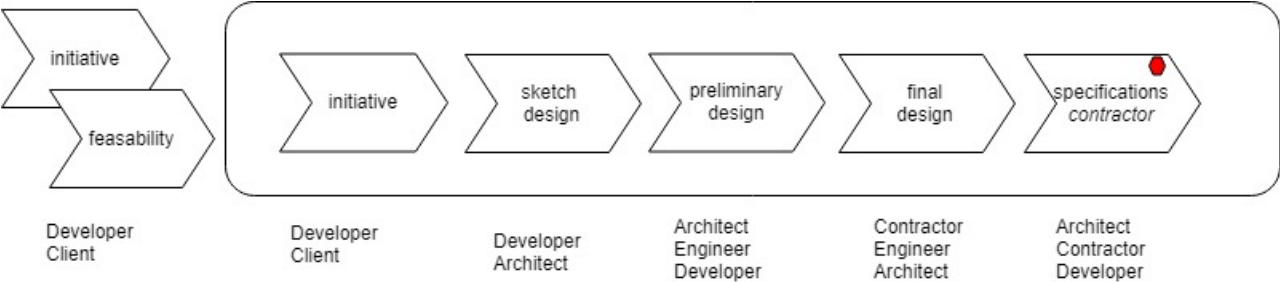 initiative
feasability
initiative
sketch
design
preliminary
design
final
design
specifications
contractor
Developer
Client
Developer
Client
Developer
Architect
Architect
Engineer
Developer
Contractor
Engineer
Architect
Architect
Contractor
Developer